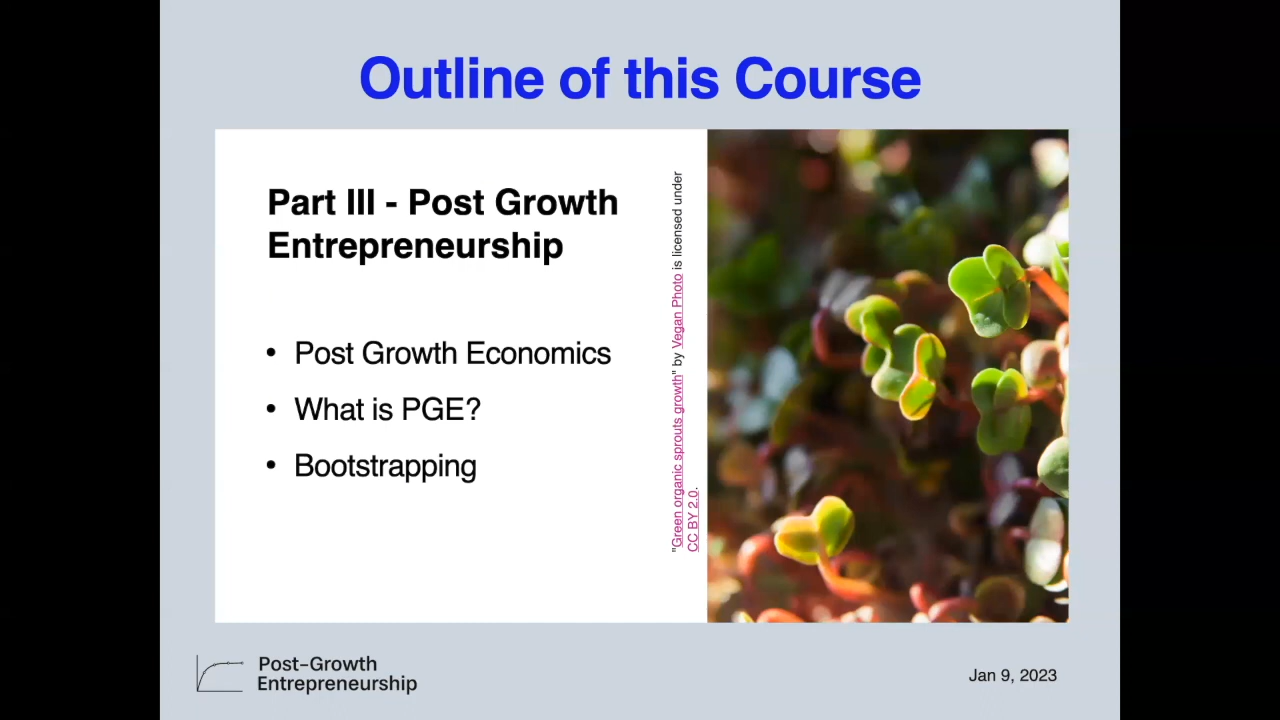 Outline of this Course
Part III - Post Growth
Entrepreneurship
• Post Growth Economics
• What is PGE?
• Bootstrapping
"Green organic sprouts growth" by Vegan Photo is licensed under
CC BY 2.0.
Post-Growth
Entrepreneurship
Jan 9, 2023